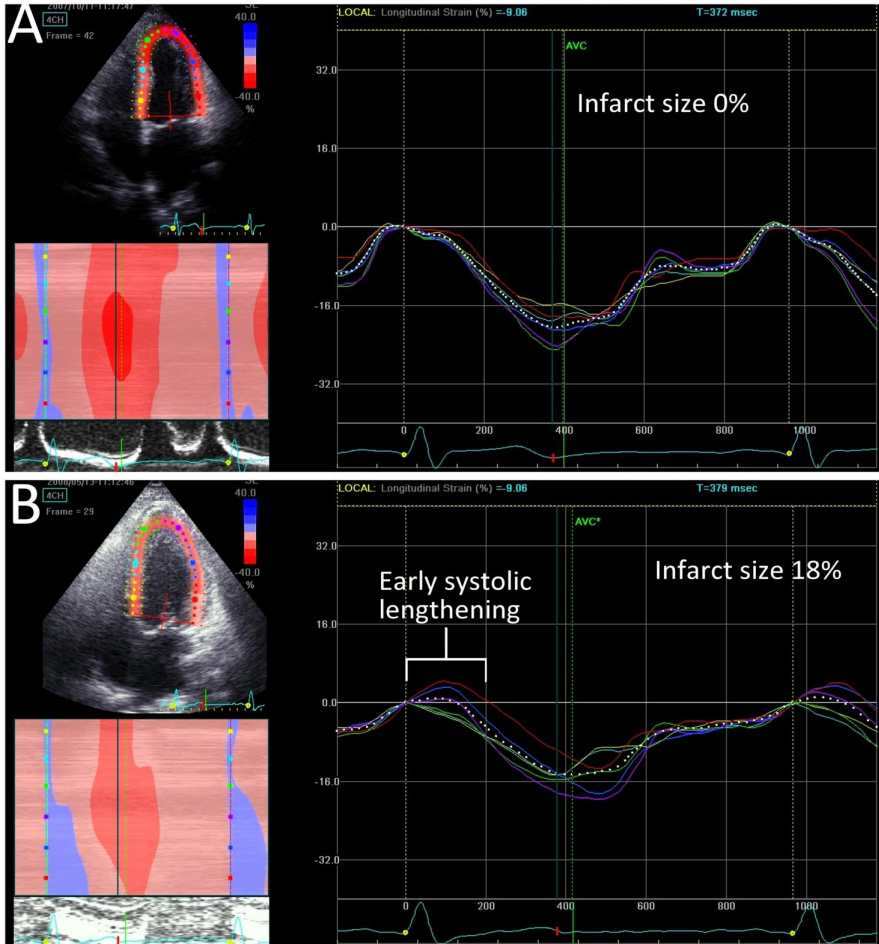 A
2007/10/11-11:17:47
SL
4CH
40.0
Frame = 42
-40.0
%
LOCAL: Longitudinal Strain (%) =-9.06
T=372 msec
AVC
32.0
Infarct size 0%
16.0
0.0
-16.0
-32.0
0
200
400
600
800
1000
B
2008/05/13-11:12:46
SL
4CH
40.0
Frame = 29
-40.0
%
LOCAL: Longitudinal Strain (%) =-9.06
T=379 msec
AVC*
32.0
Early systolic
lengthening
Infarct size 18%
16.0
0.0
-16.0
-32.0
0
200
400
600
800
1000